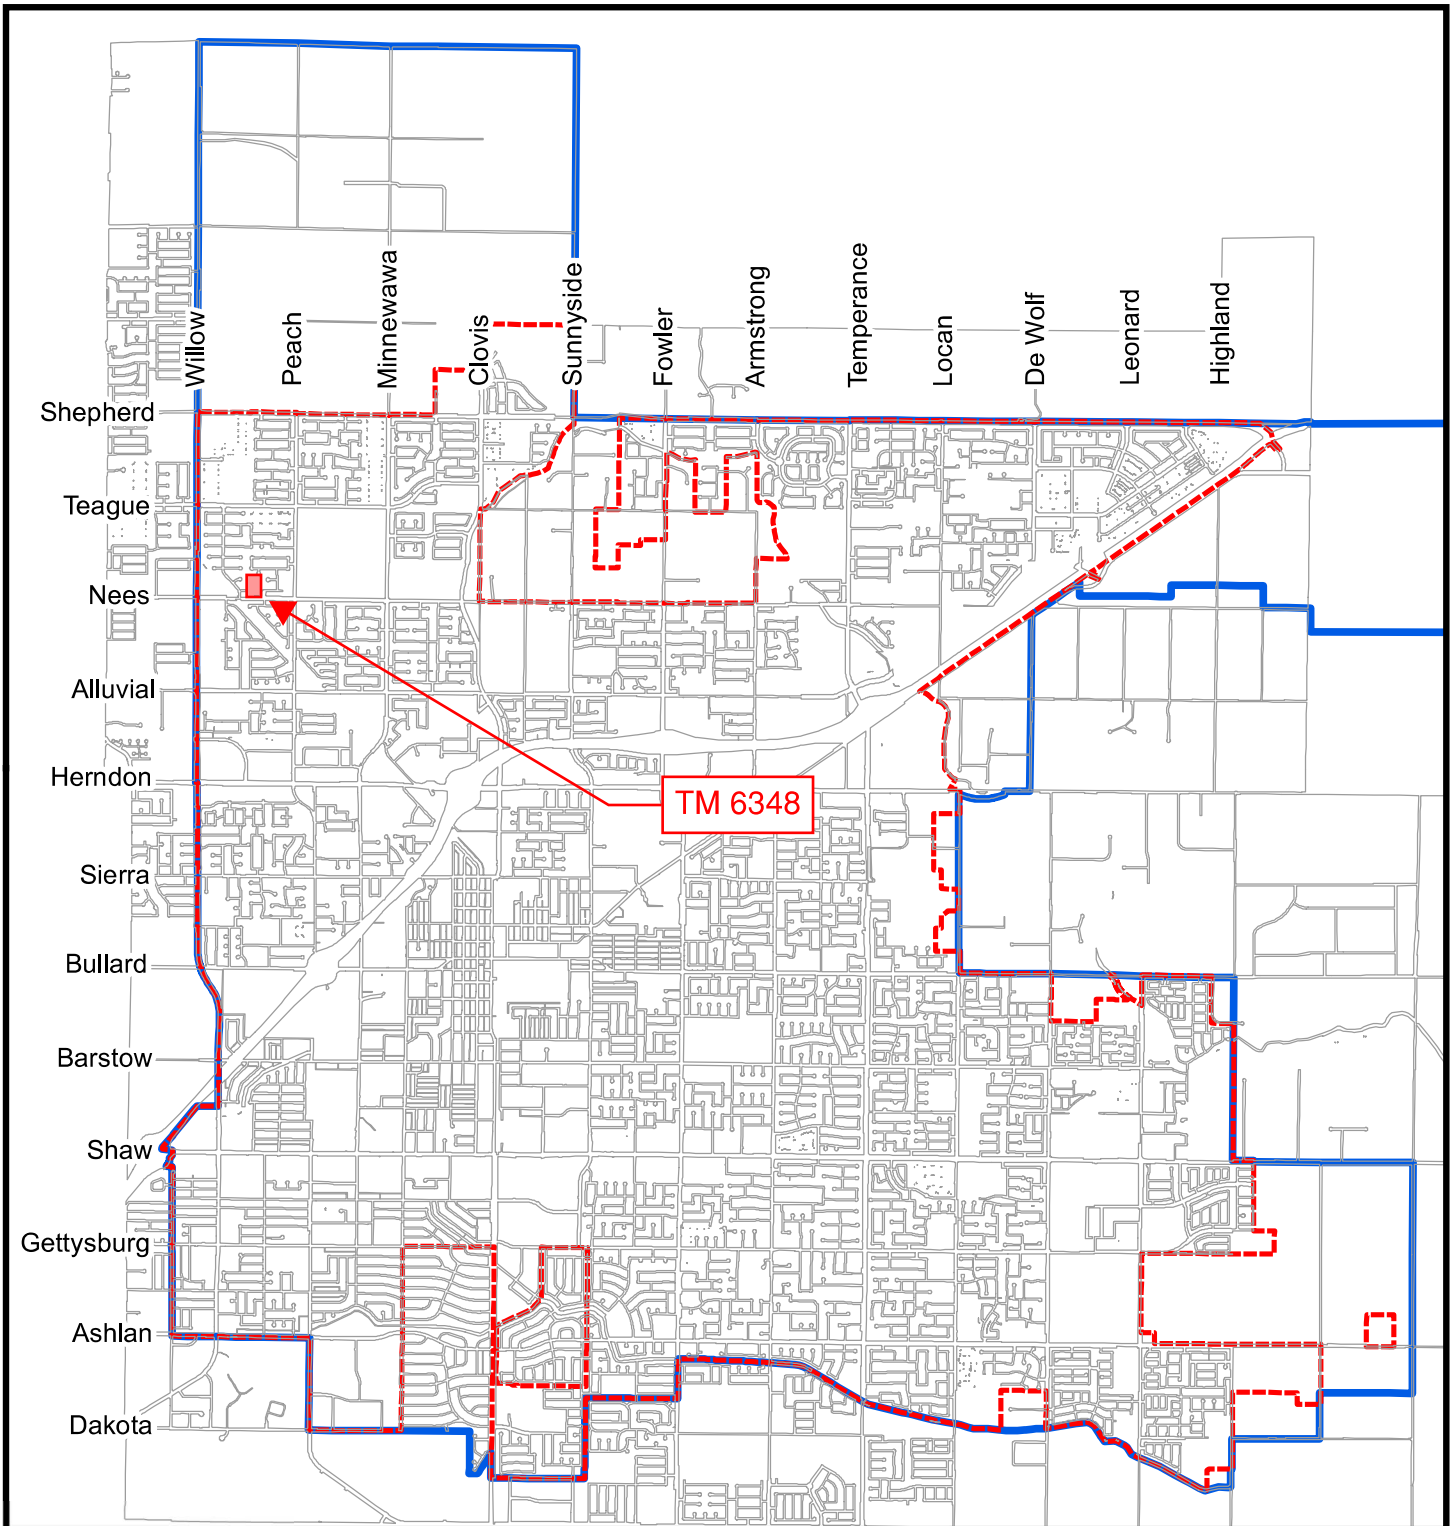 Willow
Peach
Minnewawa
Clovis
Sunnyside
Fowler
Armstrong
Temperance
Locan
De Wolf
Leonard
Highland
Shepherd
Teague
Nees
Alluvial
Herndon
TM 6348
Sierra
Bullard
Barstow
Shaw
Gettysburg
Ashlan
Dakota